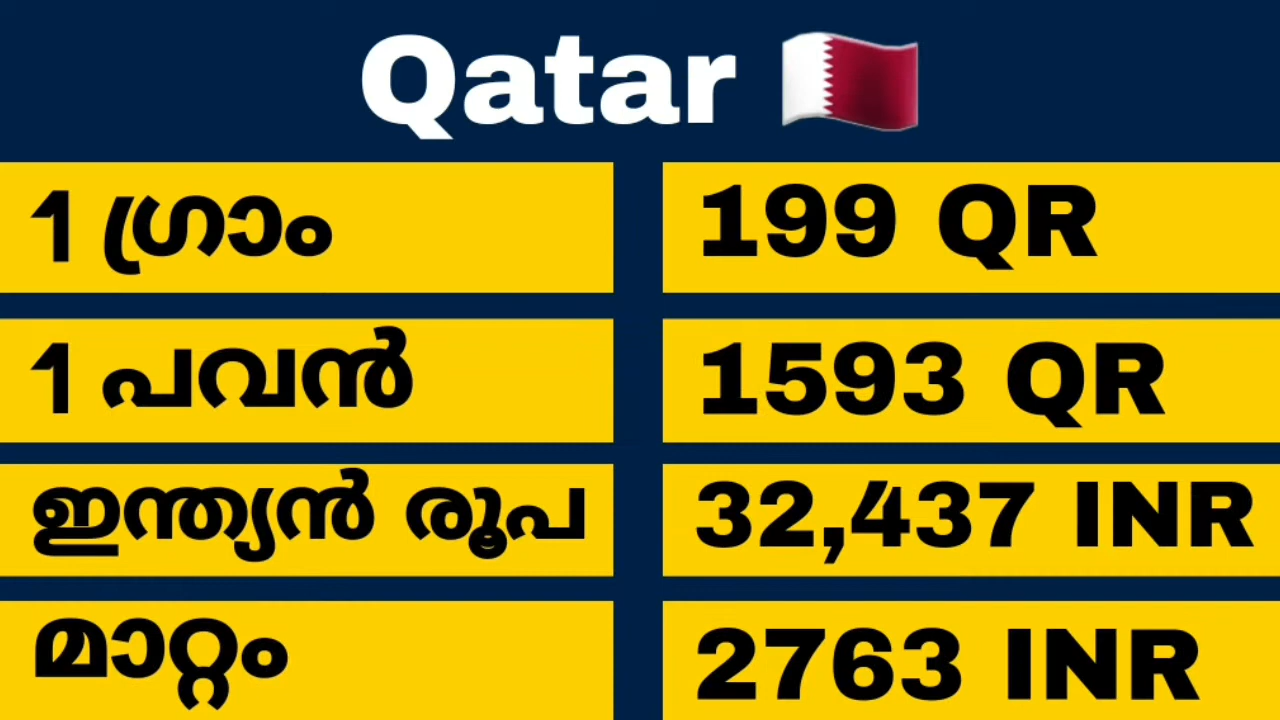 Qatar 🇶🇦
1 ഗ്രാം 199 QR
1 പവൻ 1593 QR
ഇന്ത്യൻ രൂപ 32,437 INR
മാറ്റം 2763 INR